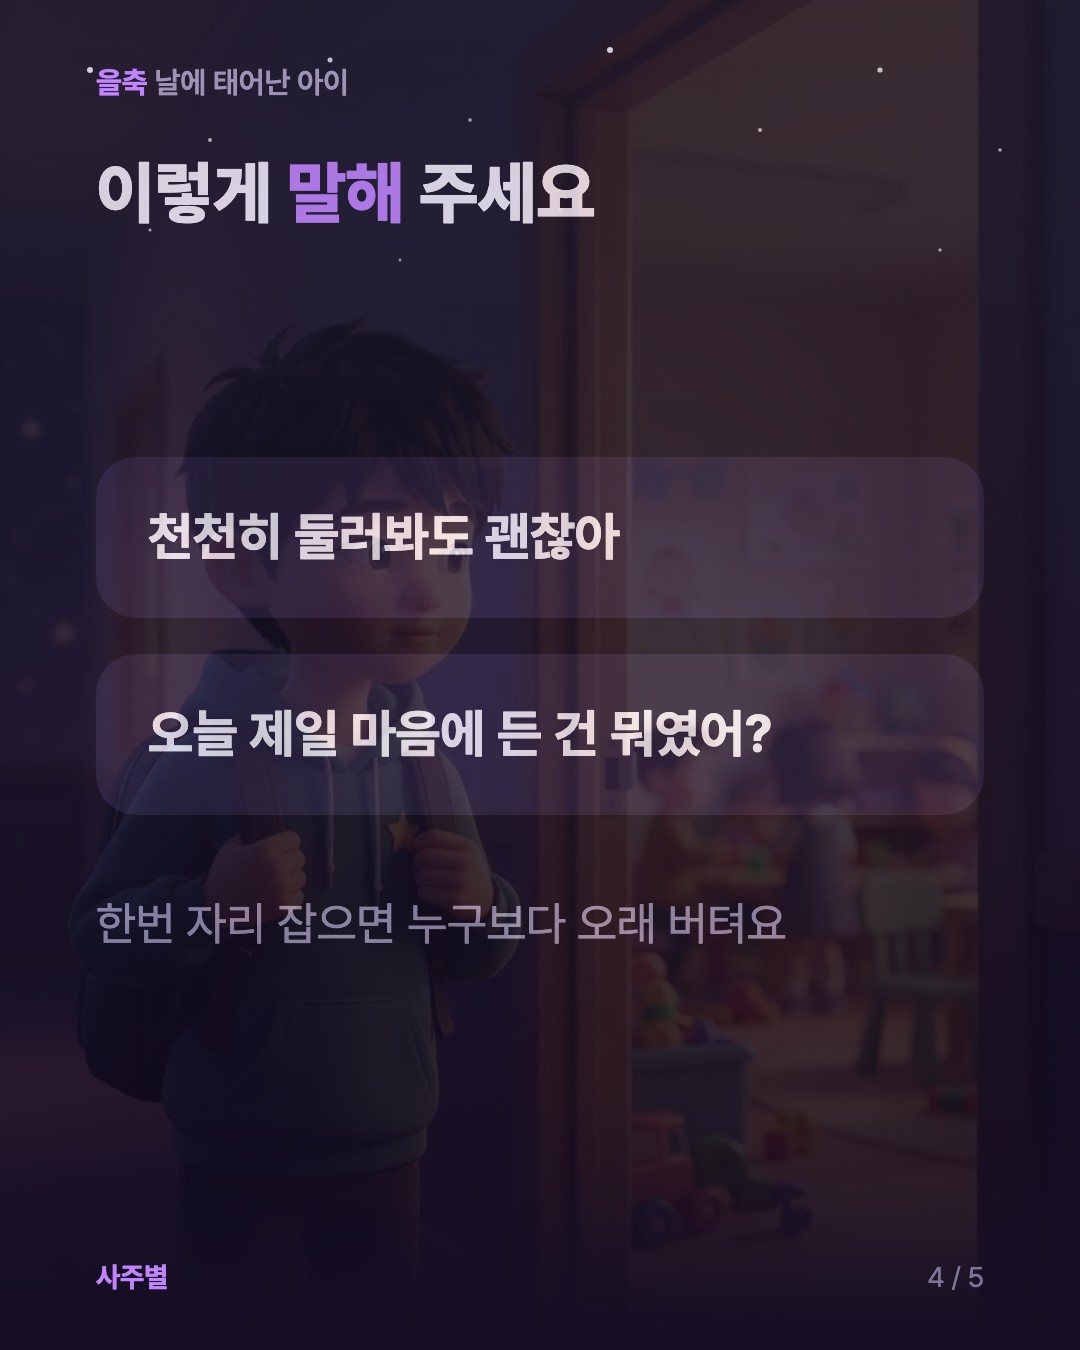 을축 날에 태어난 아이
이렇게 말해 주세요
천천히 둘러봐도 괜찮아
오늘 제일 마음에 든 건 뭐였어?
한번 자리 잡으면 누구보다 오래 버텨요
사주별
4 / 5